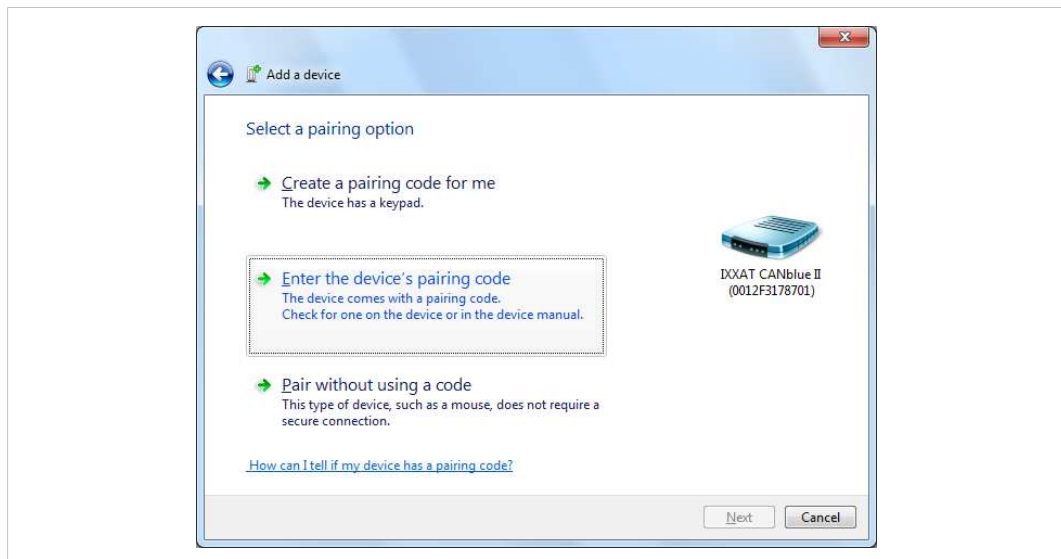 Add a device
Select a pairing option
Create a pairing code for me
The device has a keypad.
Enter the device's pairing code
The device comes with a pairing code.
Check for one on the device or in the device manual.
Pair without using a code
This type of device, such as a mouse, does not require a
secure connection.
How can I tell if my device has a pairing code?
IXXAT CANblue II
(0012F3178701)
Next
Cancel